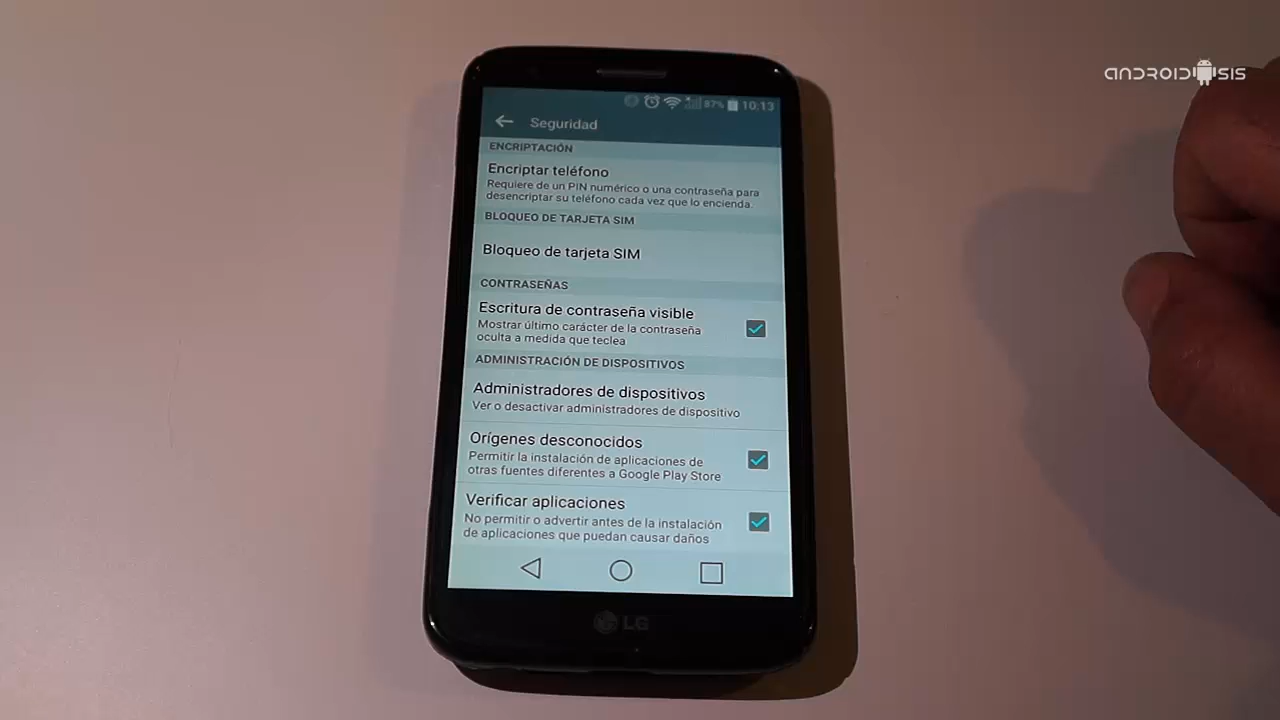 ANDROIDSIS
87% 10:13
Seguridad
ENCRIPTACIÓN
Encriptar teléfono
Requiere de un PIN numérico o una contraseña para
desencriptar su teléfono cada vez que lo encienda.
BLOQUEO DE TARJETA SIM
Bloqueo de tarjeta SIM
CONTRASEÑAS
Escritura de contraseña visible
Mostrar último carácter de la contraseña
oculta a medida que teclea
ADMINISTRACIÓN DE DISPOSITIVOS
Administradores de dispositivos
Ver o desactivar administradores de dispositivo
Orígenes desconocidos
Permitir la instalación de aplicaciones de
otras fuentes diferentes a Google Play Store
Verificar aplicaciones
No permitir o advertir antes de la instalación
de aplicaciones que puedan causar daños
LG